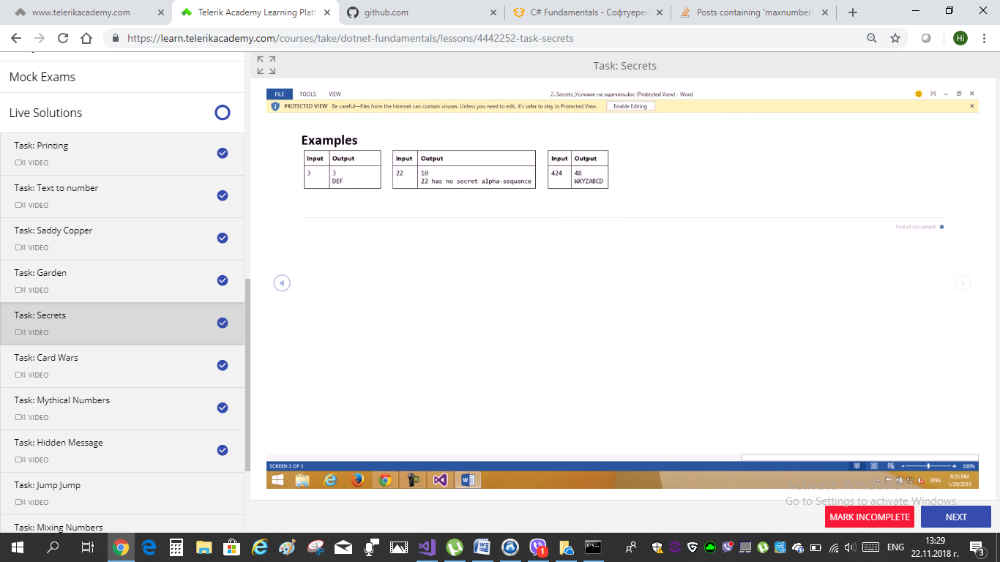 www.telerikacademy.com
Telerik Academy Learning Platf
github.com
C# Fundamentals - Софтуерен
Posts containing 'maxnumber'
https://learn.telerikacademy.com/courses/take/dotnet-fundamentals/lessons/4442252-task-secrets
Hi
Mock Exams
Live Solutions
Task: Printing
VIDEO
Task: Text to number
VIDEO
Task: Saddy Copper
VIDEO
Task: Garden
VIDEO
Task: Secrets
VIDEO
Task: Card Wars
VIDEO
Task: Mythical Numbers
VIDEO
Task: Hidden Message
VIDEO
Task: Jump Jump
VIDEO
Task: Mixing Numbers
Task: Secrets
FILE TOOLS VIEW 2. Secrets_Условие на задачата.doc (Protected View) - Word
PROTECTED VIEW Be careful—files from the Internet can contain viruses. Unless you need to edit, it's safer to stay in Protected View. Enable Editing
Examples
Input Output
3 3
DEF
Input Output
22 10
22 has no secret alpha-sequence
Input Output
424 48
WXYZABCD
End of document
SCREEN 3 OF 3 200%
ENG 9:53 PM
1/29/2015
Activate Windows
Go to Settings to activate Windows.
MARK INCOMPLETE NEXT
1
ENG 13:29
22.11.2018 г.
3